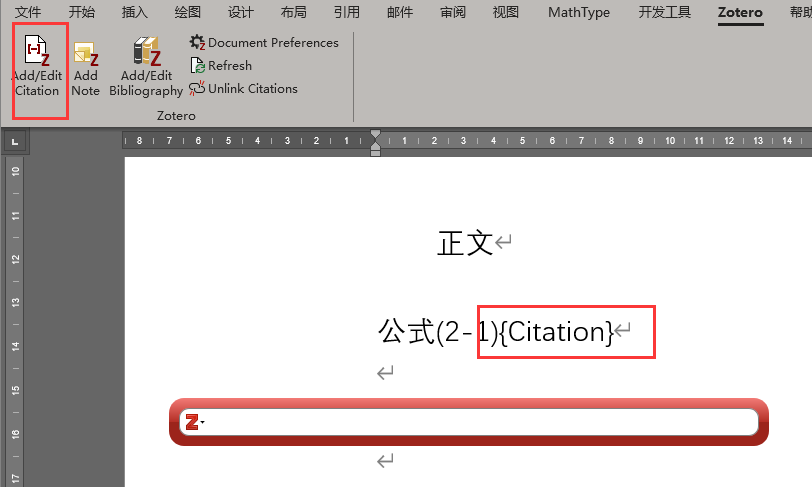 文件 开始 插入 绘图 设计 布局 引用 邮件 审阅 视图 MathType 开发工具 Zotero
Add/Edit Citation
Add Note
Add/Edit Bibliography
Document Preferences
Refresh
Unlink Citations
Zotero
L 8 7 6 5 4 3 2 1 1 2 3 4 5 6 7 8 9 10 11 12 13 14
10
11
12
13
14
15
16
17
正文
公式(2-1){Citation}
Z